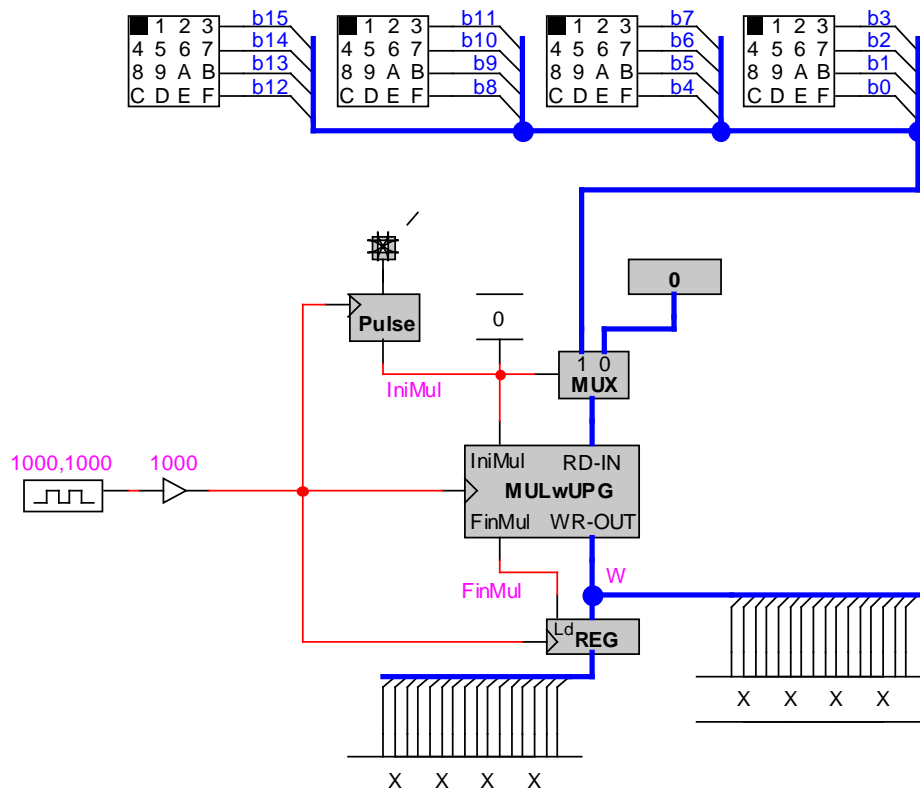 1 2 3 b15 1 2 3 b11 1 2 3 b7 1 2 3 b3
4 5 6 7 b14 4 5 6 7 b10 4 5 6 7 b6 4 5 6 7 b2
8 9 A B b13 8 9 A B b9 8 9 A B b5 8 9 A B b1
C D E F b12 C D E F b8 C D E F b4 C D E F b0
0
Pulse 0
1 0
IniMul MUX
1000,1000 1000 IniMul RD-IN
MULwUPG
FinMul WR-OUT
FinMul W
Ld
REG
X X X X
X X X X